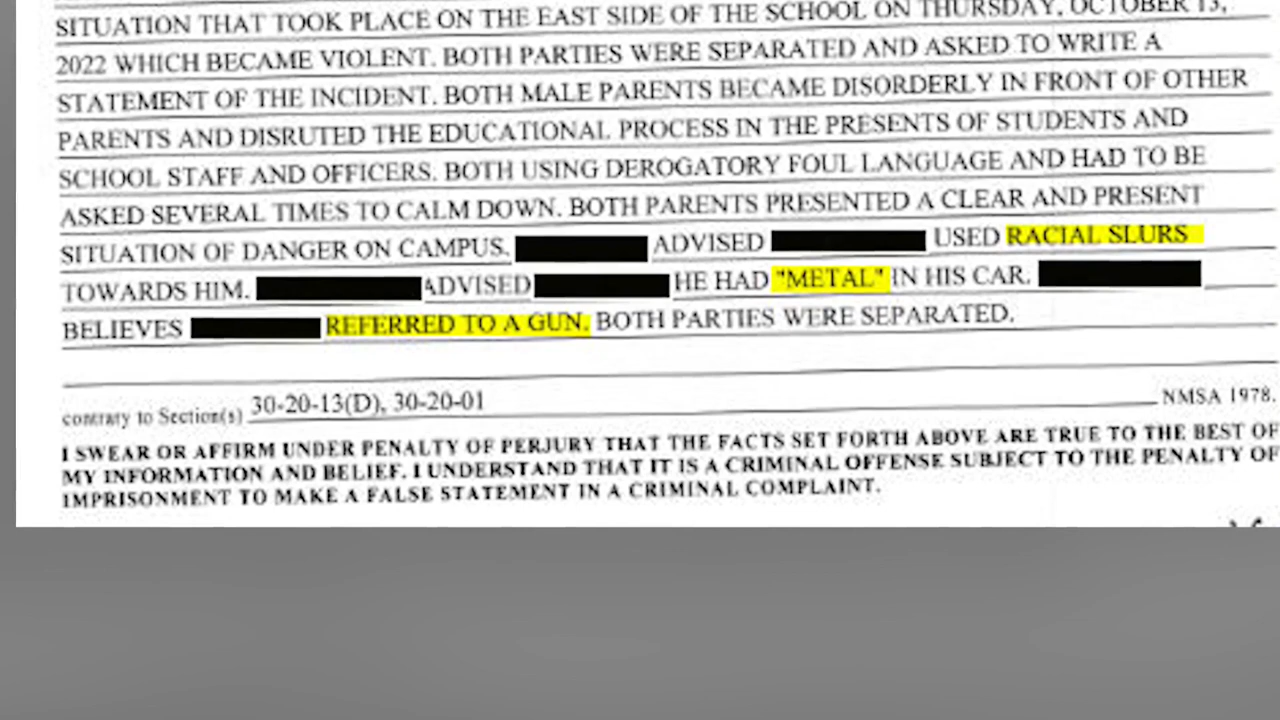 SITUATION THAT TOOK PLACE ON THE EAST SIDE OF THE SCHOOL ON THURSDAY, OCTOBER 13,
2022 WHICH BECAME VIOLENT. BOTH PARTIES WERE SEPARATED AND ASKED TO WRITE A
STATEMENT OF THE INCIDENT. BOTH MALE PARENTS BECAME DISORDERLY IN FRONT OF OTHER
PARENTS AND DISRUTED THE EDUCATIONAL PROCESS IN THE PRESENTS OF STUDENTS AND
SCHOOL STAFF AND OFFICERS. BOTH USING DEROGATORY FOUL LANGUAGE AND HAD TO BE
ASKED SEVERAL TIMES TO CALM DOWN. BOTH PARENTS PRESENTED A CLEAR AND PRESENT
SITUATION OF DANGER ON CAMPUS. ADVISED USED RACIAL SLURS
TOWARDS HIM. ADVISED HE HAD "METAL" IN HIS CAR.
BELIEVES REFERRED TO A GUN. BOTH PARTIES WERE SEPARATED.
contrary to Section(s) 30-20-13(D), 30-20-01 NMSA 1978.
I SWEAR OR AFFIRM UNDER PENALTY OF PERJURY THAT THE FACTS SET FORTH ABOVE ARE TRUE TO THE BEST OF
MY INFORMATION AND BELIEF. I UNDERSTAND THAT IT IS A CRIMINAL OFFENSE SUBJECT TO THE PENALTY OF
IMPRISONMENT TO MAKE A FALSE STATEMENT IN A CRIMINAL COMPLAINT.